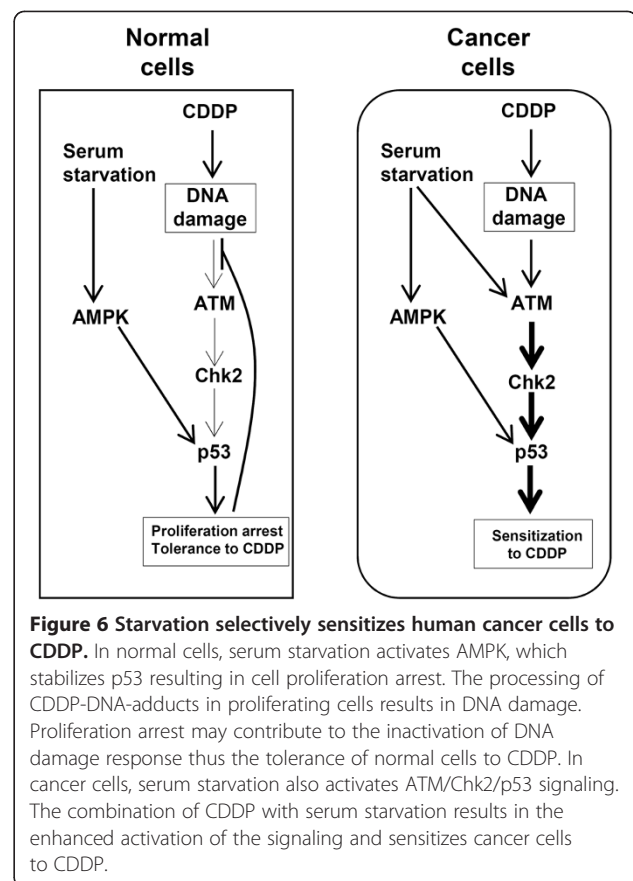 Normal
cells
CDDP
Serum
starvation
DNA
damage
ATM
AMPK
Chk2
p53
Proliferation arrest
Tolerance to CDDP
Cancer
cells
CDDP
Serum
starvation
DNA
damage
AMPK
ATM
Chk2
p53
Sensitization
to CDDP
Figure 6 Starvation selectively sensitizes human cancer cells to
CDDP. In normal cells, serum starvation activates AMPK, which
stabilizes p53 resulting in cell proliferation arrest. The processing of
CDDP-DNA-adducts in proliferating cells results in DNA damage.
Proliferation arrest may contribute to the inactivation of DNA
damage response thus the tolerance of normal cells to CDDP. In
cancer cells, serum starvation also activates ATM/Chk2/p53 signaling.
The combination of CDDP with serum starvation results in the
enhanced activation of the signaling and sensitizes cancer cells
to CDDP.